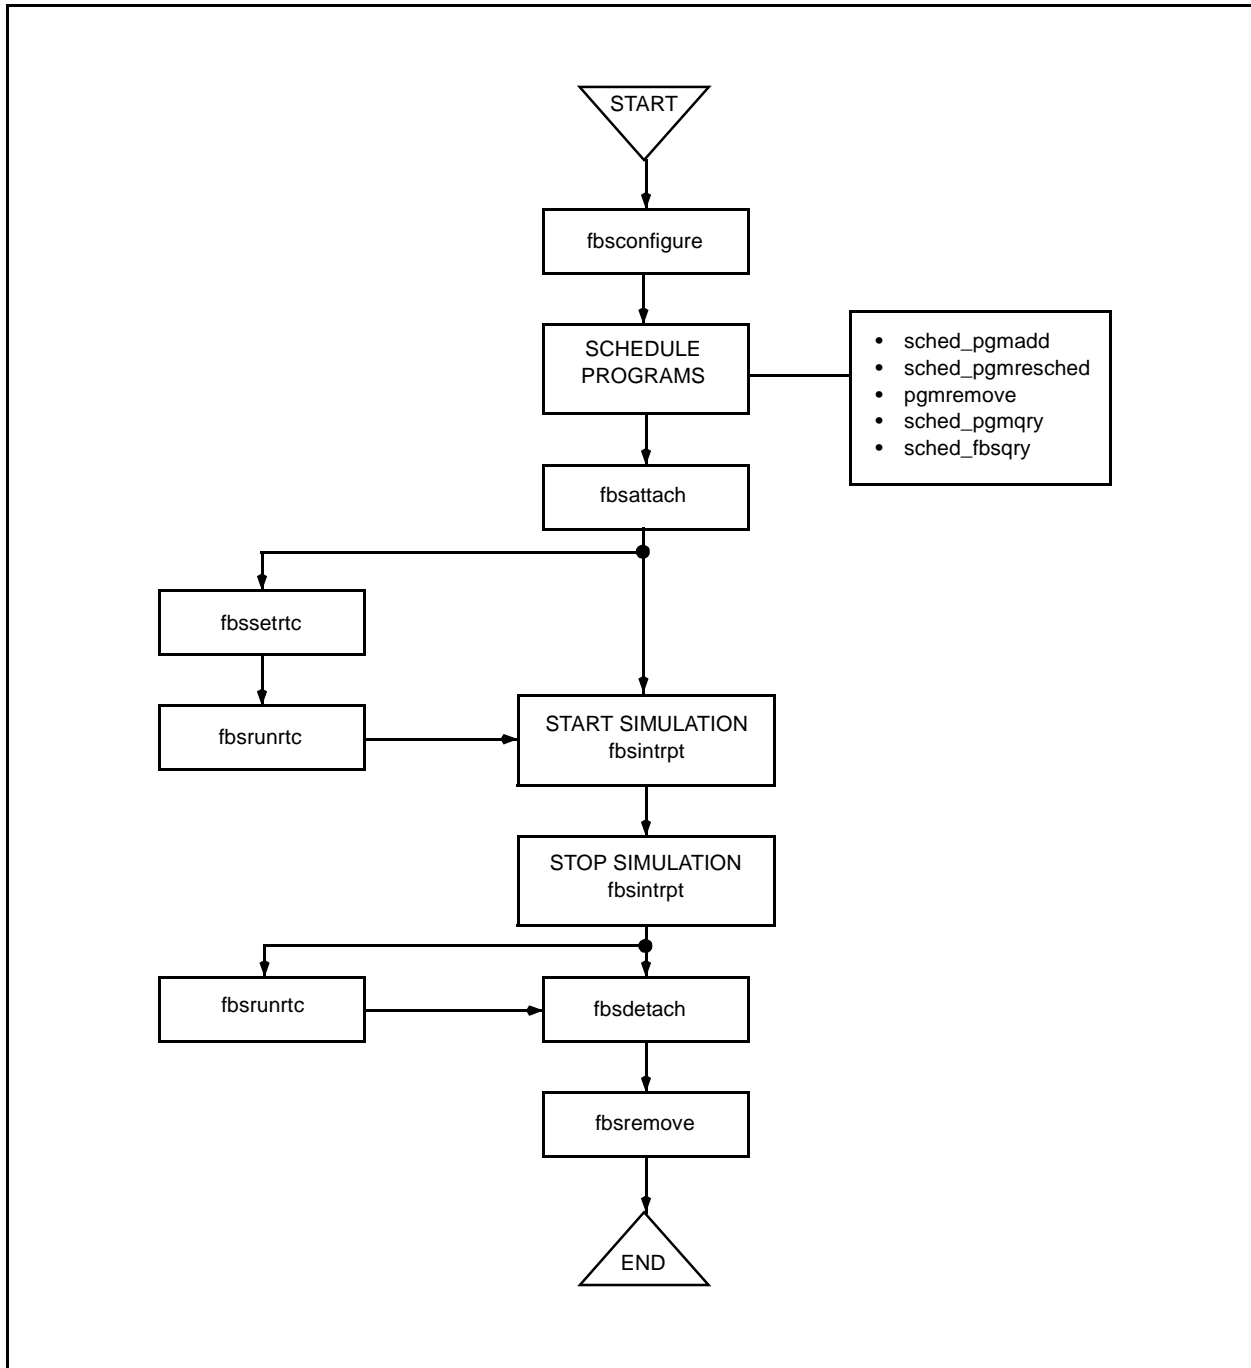 START
fbsconfigure
SCHEDULE
PROGRAMS
• sched_pgmadd
• sched_pgmresched
• pgmremove
• sched_pgmqry
• sched_fbsqry
fbsattach
fbssetrtc
fbsrunrtc
START SIMULATION
fbsintrpt
STOP SIMULATION
fbsintrpt
fbsrunrtc
fbsdetach
fbsremove
END